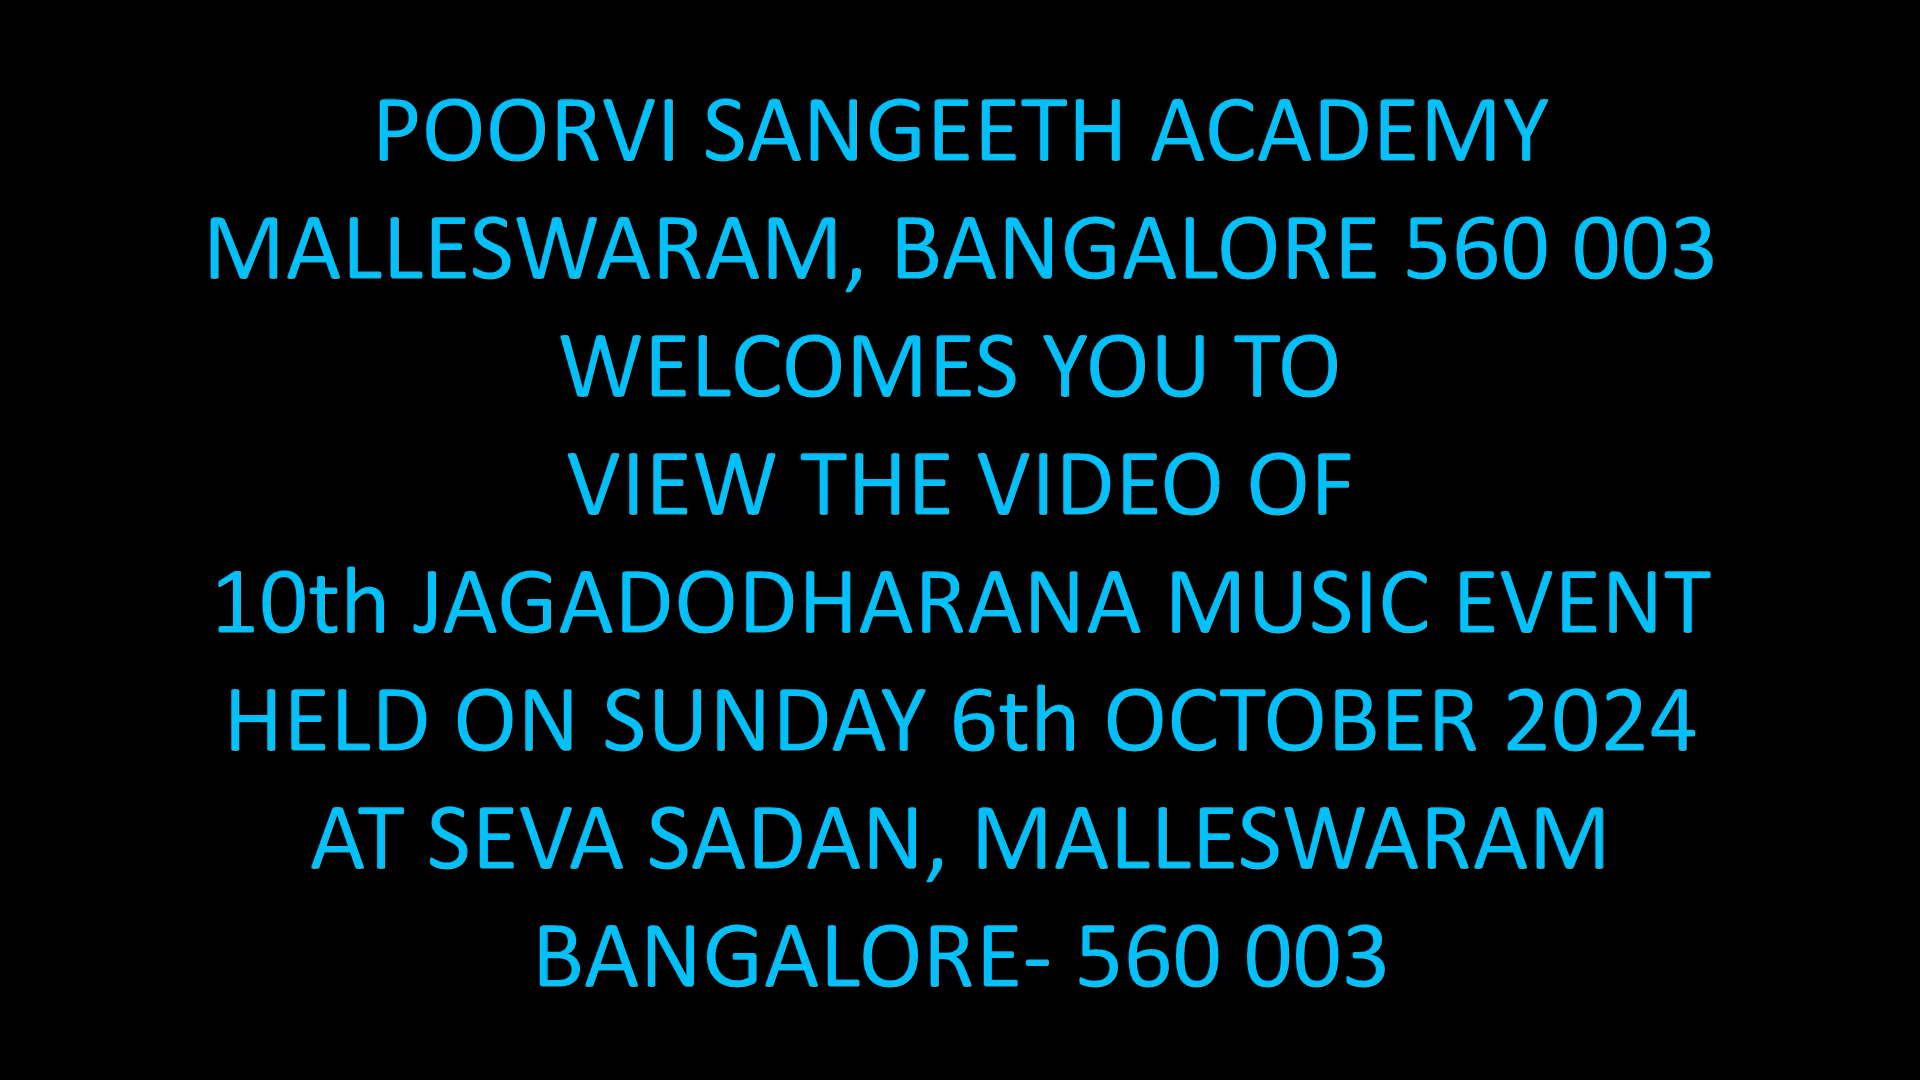 POORVI SANGEETH ACADEMY
MALLESWARAM, BANGALORE 560 003
WELCOMES YOU TO
VIEW THE VIDEO OF
10th JAGADODHARANA MUSIC EVENT
HELD ON SUNDAY 6th OCTOBER 2024
AT SEVA SADAN, MALLESWARAM
BANGALORE- 560 003